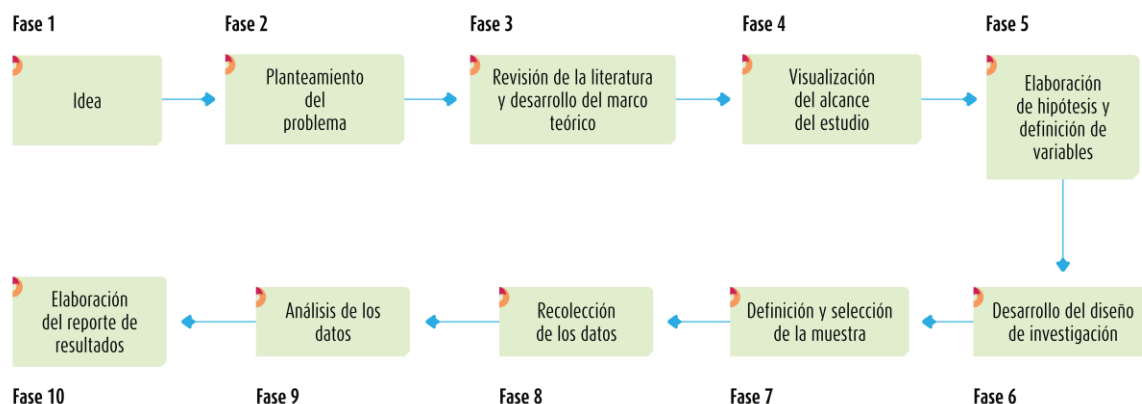 Fase 1
Idea
Fase 2
Planteamiento
del
problema
Fase 3
Revisión de la literatura
y desarrollo del marco
teórico
Fase 4
Visualización
del alcance
del estudio
Fase 5
Elaboración
de hipótesis y
definición de
variables
Desarrollo del diseño
de investigación
Fase 6
Definición y selección
de la muestra
Fase 7
Recolección
de los datos
Fase 8
Análisis de los
datos
Fase 9
Elaboración
del reporte de
resultados
Fase 10